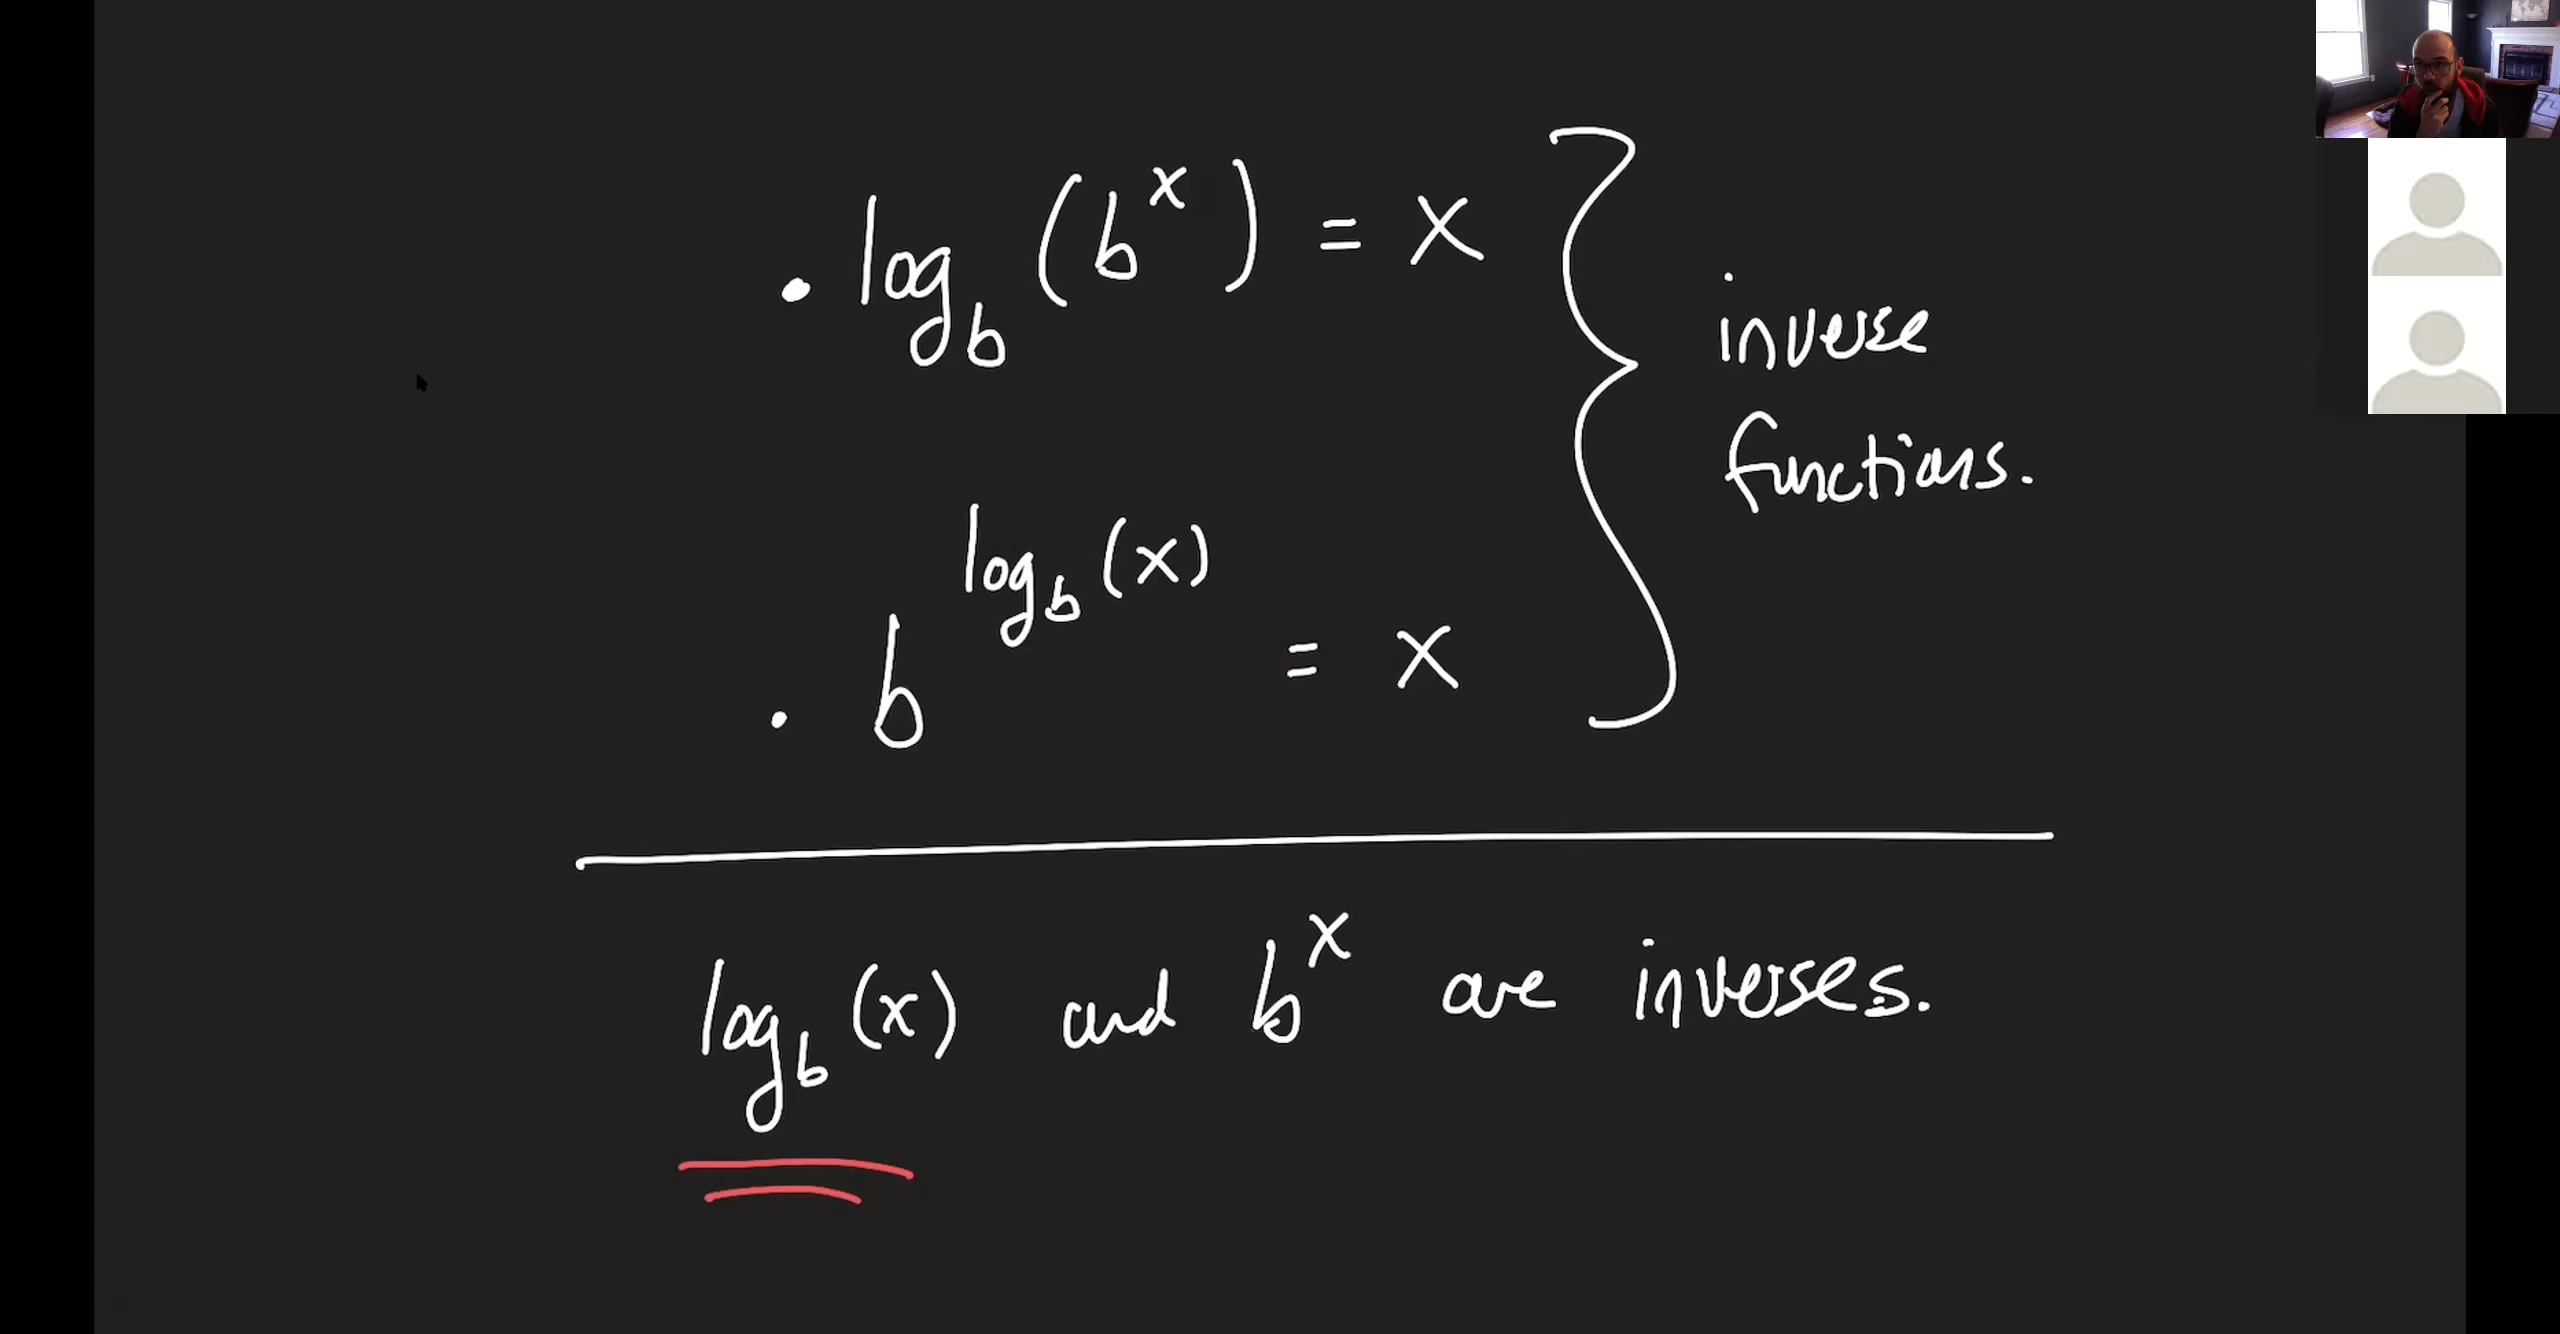 • log_b (b^x) = x
inverse
functions.
• b^{log_b (x)} = x
log_b (x) and b^x are inverses.